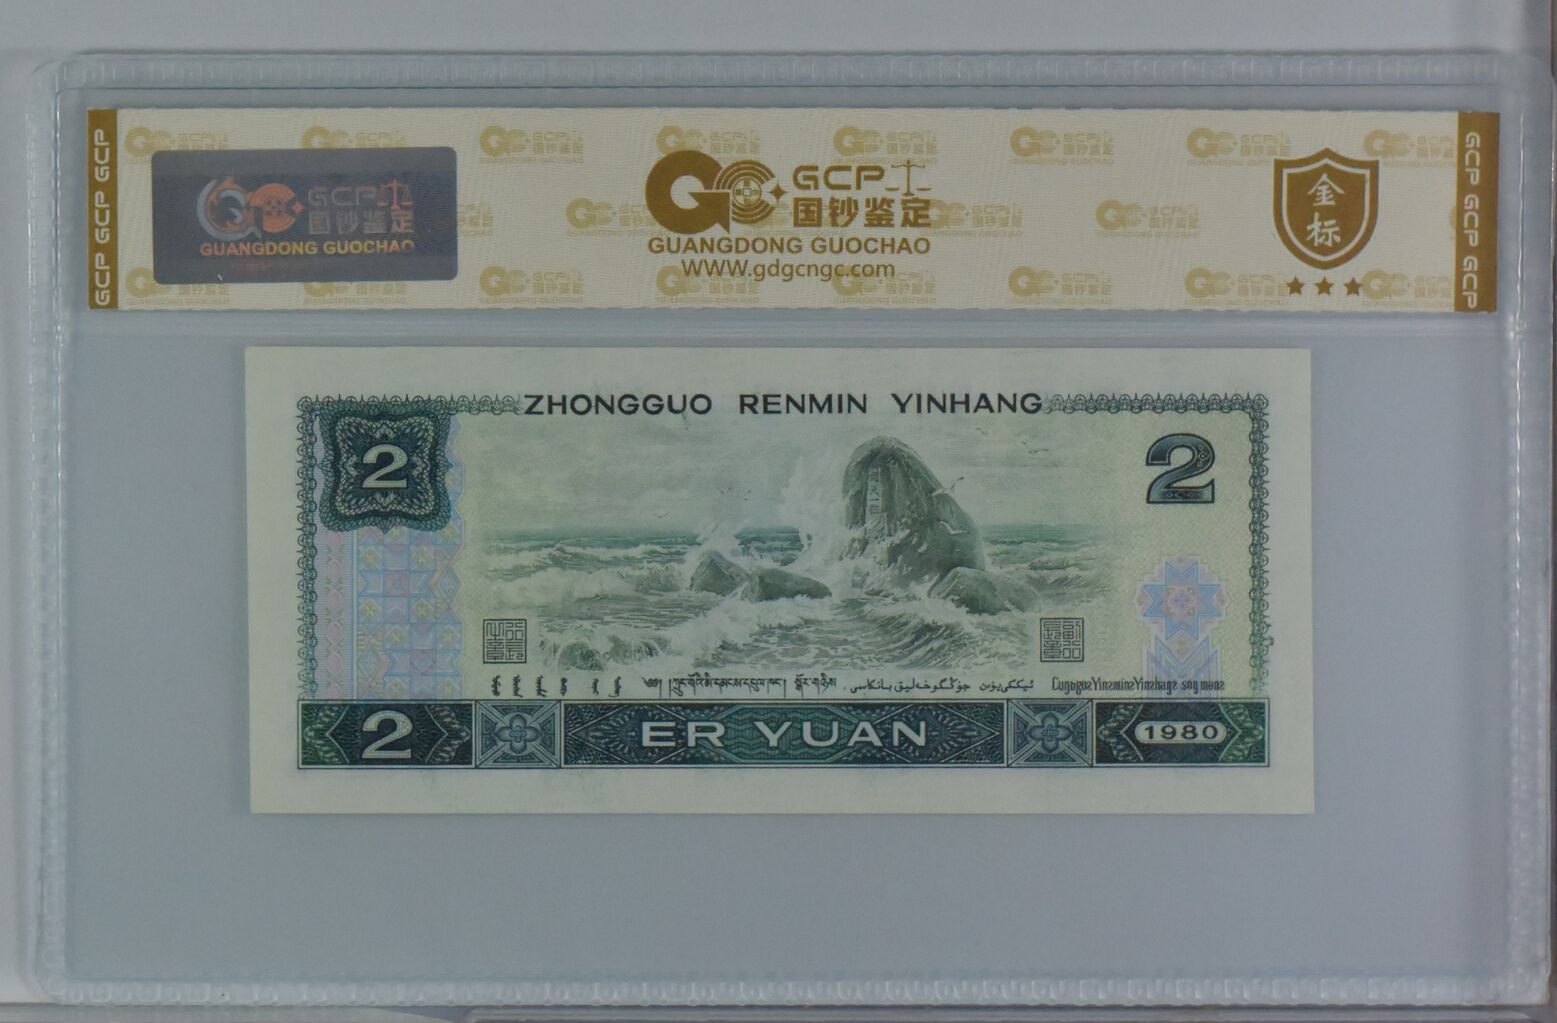 GCP GCP GCP
GCP
国钞鉴定
GUANGDONG GUOCHAO
GCP
国钞鉴定
GUANGDONG GUOCHAO
WWW.gdgcngc.com
金
标
GCP GCP GCP
ZHONGGUO RENMIN YINHANG
2
2
2
ER YUAN
1980